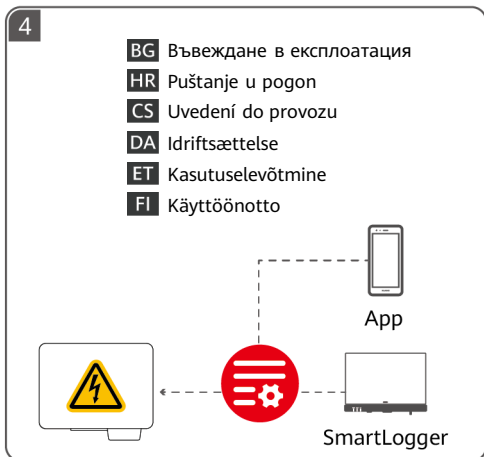 4
BG Въвеждане в експлоатация
HR Puštanje u pogon
CS Uvedení do provozu
DA Idriftsættelse
ET Kasutuselevõtmine
FI Käyttöönotto
App
SmartLogger